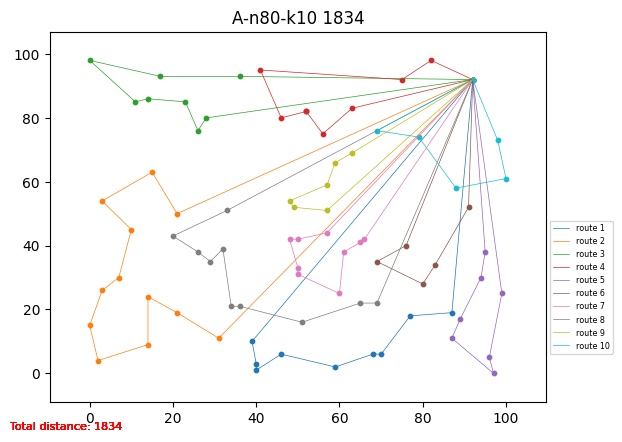 A-n80-k10 1834
100
80
60
40
20
0
0
20
40
60
80
100
route 1
route 2
route 3
route 4
route 5
route 6
route 7
route 8
route 9
route 10
Total distance: 1834